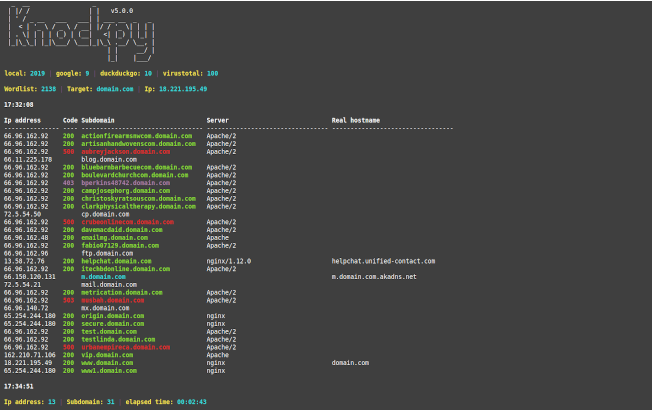 v5.0.0
local: 2019 | google: 9 | duckduckgo: 10 | virustotal: 100
Wordlist: 2138 | Target: domain.com | Ip: 18.221.195.49
17:32:08
Ip address Code Subdomain Server Real hostname
66.96.162.92 200 actionfirearmsnwcom.domain.com Apache/2
66.96.162.92 200 artisanhandwovenscom.domain.com Apache/2
66.96.162.92 aubreyjackson.domain.com Apache/2
66.11.225.178 blog.domain.com
66.96.162.92 200 bluebarnbarbecuecom.domain.com Apache/2
66.96.162.92 200 boulevardchurchcom.domain.com Apache/2
66.96.162.92 403 bperkins48742.domain.com Apache/2
66.96.162.92 200 campjosephorg.domain.com Apache/2
66.96.162.92 200 christoskyratsouscom.domain.com Apache/2
66.96.162.92 200 clarkphysicaltherapy.domain.com Apache/2
72.5.54.50 cp.domain.com
66.96.162.92 domain.com Apache/2
66.96.162.92 200 davemacdaid.domain.com Apache/2
66.96.162.48 200 emailmg.domain.com Apache
66.96.162.92 200 fabio07129.domain.com Apache/2
66.96.162.96 ftp.domain.com
13.58.72.76 200 helpchat.domain.com nginx/1.12.0 helpchat.unified-contact.com
66.96.162.92 200 itechbdonline.domain.com Apache/2
66.150.120.131 m.domain.com m.domain.com.akadns.net
72.5.54.21 mail.domain.com
66.96.162.92 200 metrication.domain.com Apache/2
66.96.162.92 503 domain.com Apache/2
66.96.140.72 mx.domain.com
65.254.244.180 200 origin.domain.com nginx
65.254.244.180 200 secure.domain.com nginx
66.96.162.92 200 test.domain.com Apache/2
66.96.162.92 200 testlinda.domain.com Apache/2
66.96.162.92 domain.com Apache/2
162.210.71.106 200 vip.domain.com Apache
18.221.195.49 200 www.domain.com nginx domain.com
65.254.244.180 200 www1.domain.com nginx
17:34:51
Ip address: 13 | Subdomain: 31 | elapsed time: 00:02:43